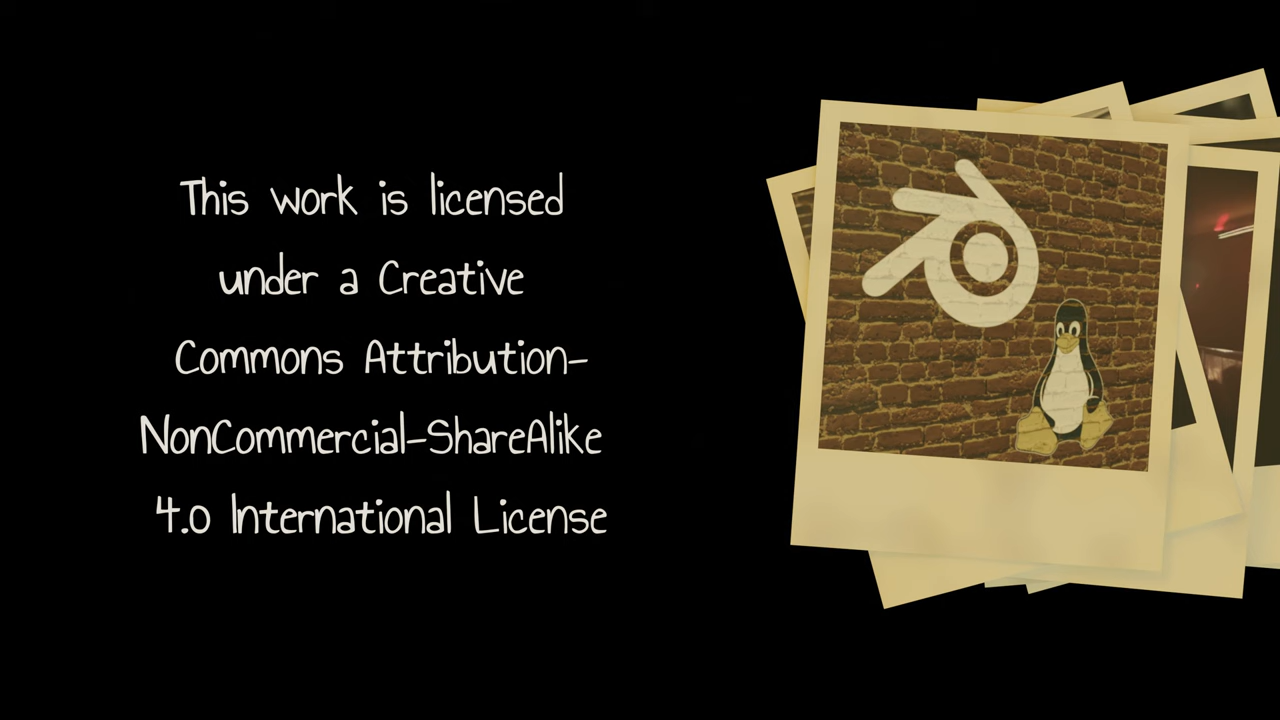 This work is licensed
under a Creative
Commons Attribution-
NonCommercial-ShareAlike
4.0 International License